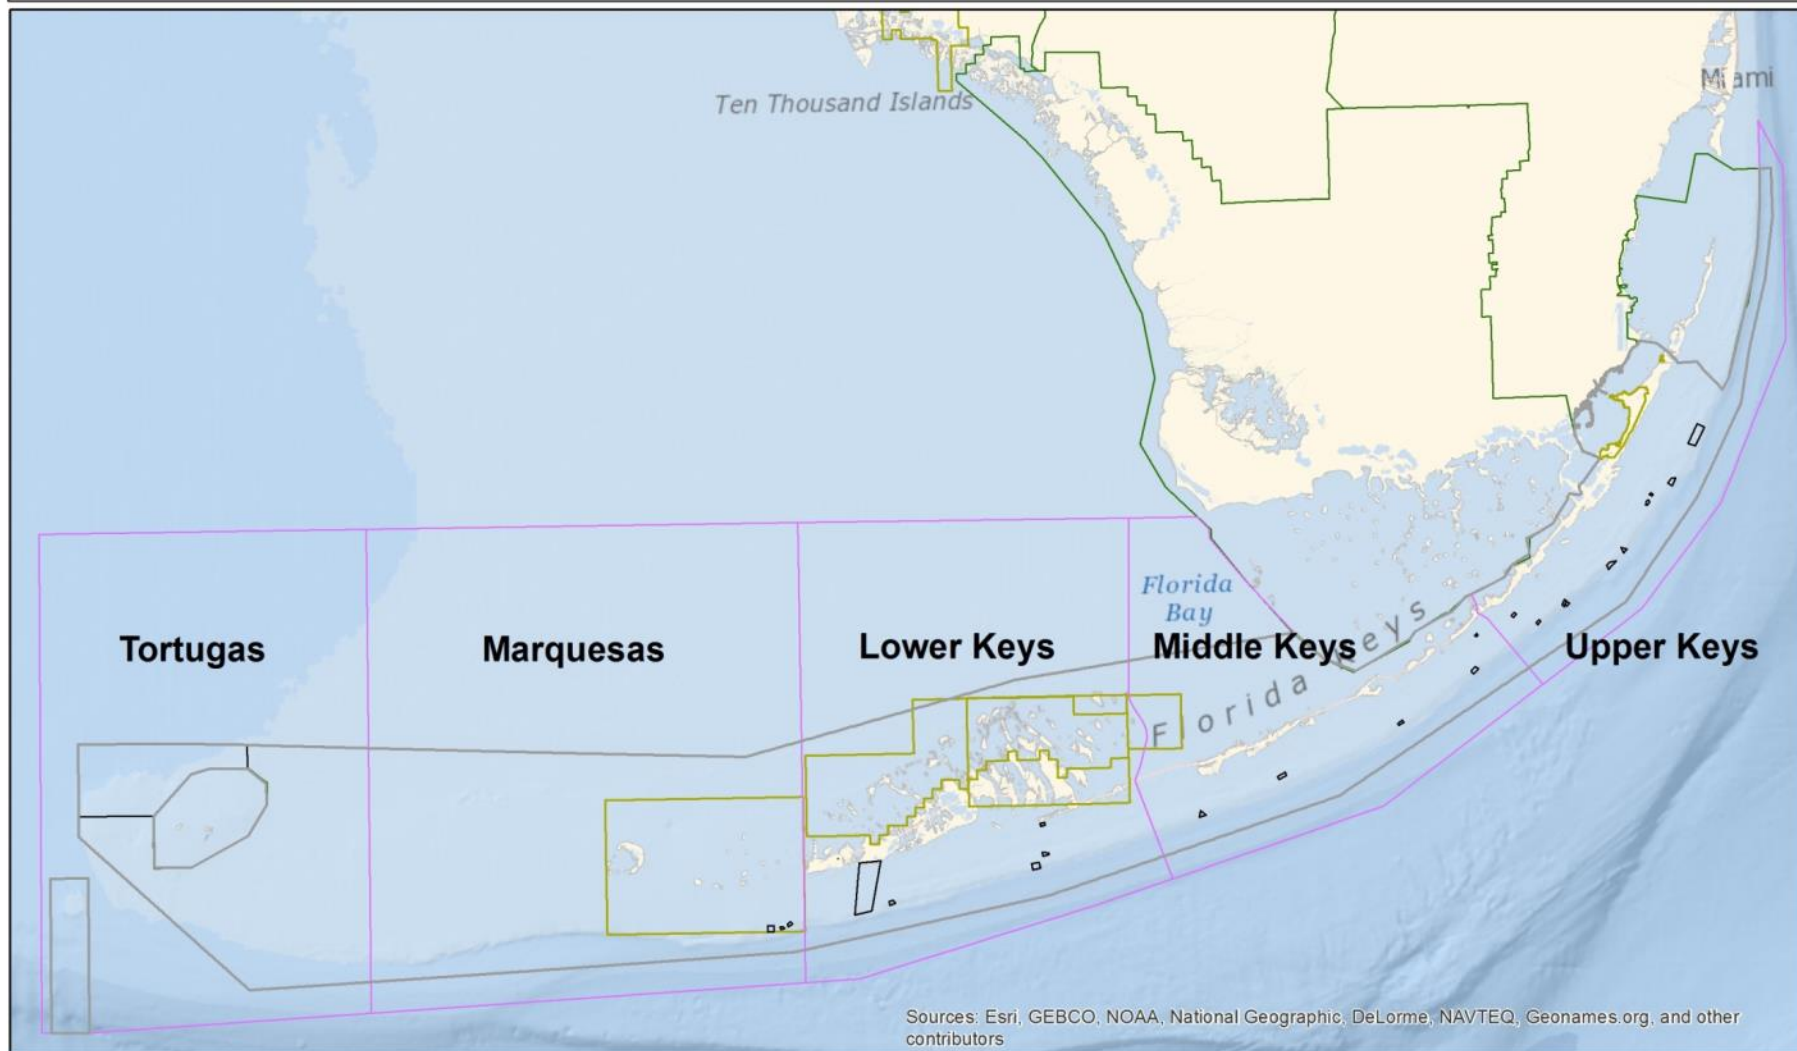 Miami
Ten Thousand Islands
Florida
Bay
Tortugas
Marquesas
Lower Keys
Middle Keys
Upper Keys
Florida Keys
Sources: Esri, GEBCO, NOAA, National Geographic, DeLorme, NAVTEQ, Geonames.org, and other
contributors